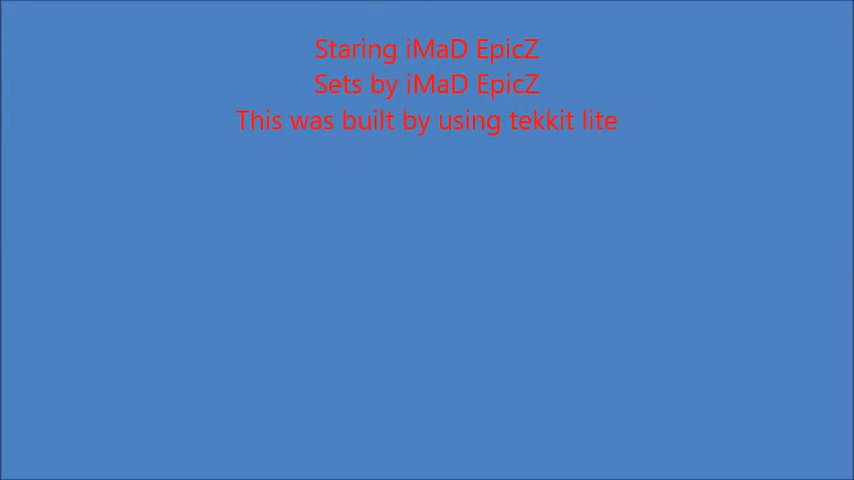 Staring iMaD EpicZ
Sets by iMaD EpicZ
This was built by using tekkit lite